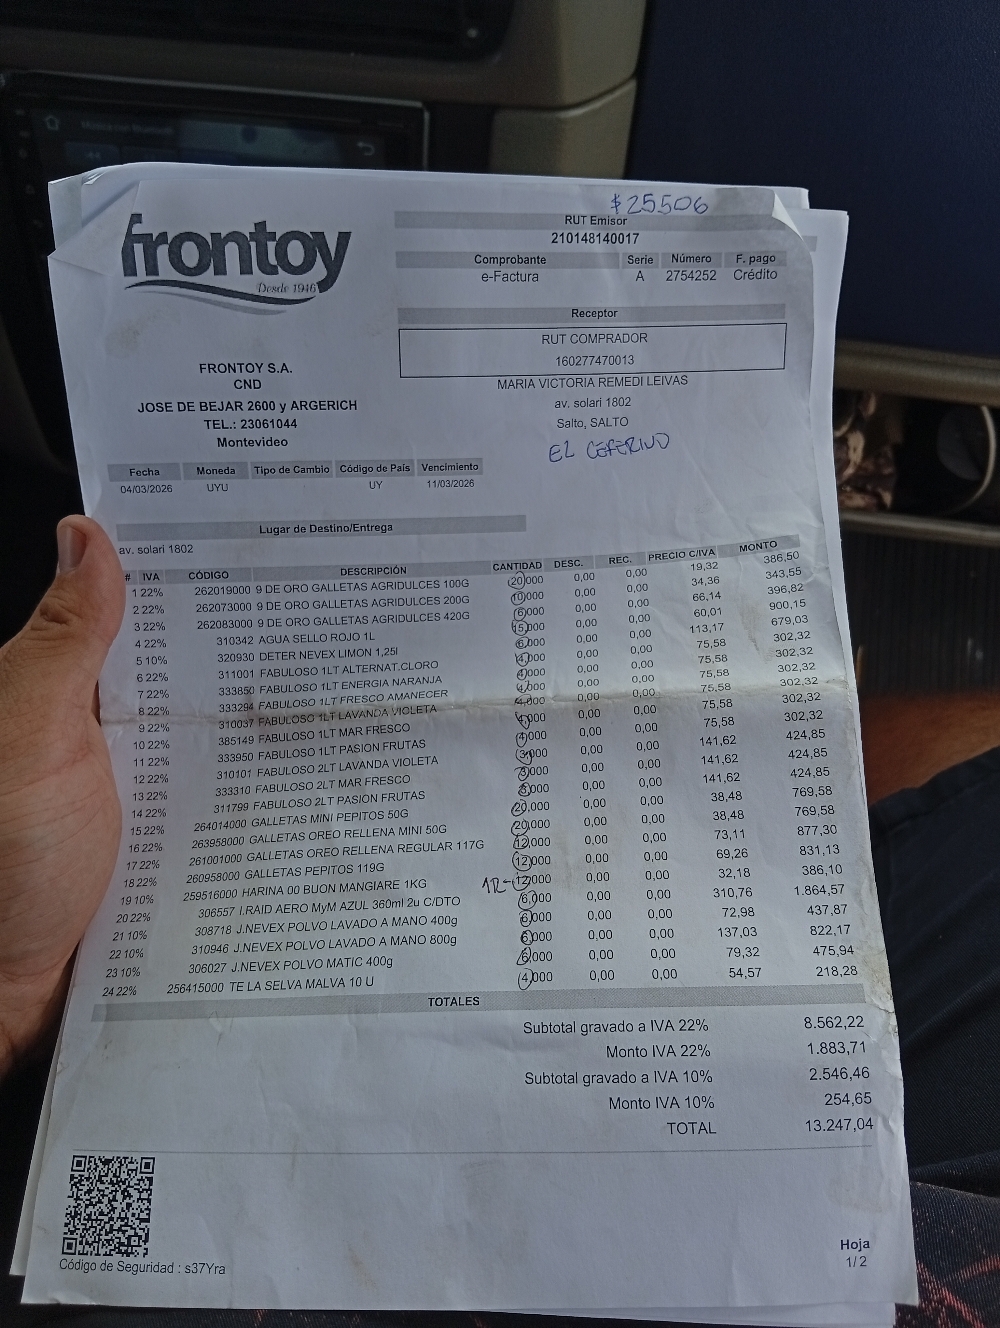 $25506
frontoy
Desde 1946
RUT Emisor
210148140017
Comprobante Serie Número F. pago
e-Factura A 2754252 Crédito
Receptor
RUT COMPRADOR
160277470013
MARIA VICTORIA REMEDI LEIVAS
av. solari 1802
Salto, SALTO
EL CEFERINO
FRONTOY S.A.
CND
JOSE DE BEJAR 2600 y ARGERICH
TEL.: 23061044
Montevideo
Fecha Moneda Tipo de Cambio Código de País Vencimiento
04/03/2026 UYU UY 11/03/2026
Lugar de Destino/Entrega
av. solari 1802
# IVA CÓDIGO DESCRIPCIÓN CANTIDAD DESC. REC. PRECIO C/IVA MONTO
1 22% 262019000 9 DE ORO GALLETAS AGRIDULCES 100G 20,000 0,00 0,00 19,32 386,50
2 22% 262073000 9 DE ORO GALLETAS AGRIDULCES 200G 10,000 0,00 0,00 34,36 343,55
3 22% 262083000 9 DE ORO GALLETAS AGRIDULCES 420G 6,000 0,00 0,00 66,14 396,82
4 22% 310342 AGUA SELLO ROJO 1L 15,000 0,00 0,00 60,01 900,15
5 10% 320930 DETER NEVEX LIMON 1,25l 6,000 0,00 0,00 113,17 679,03
6 22% 311001 FABULOSO 1LT ALTERNAT.CLORO 4,000 0,00 0,00 75,58 302,32
7 22% 333850 FABULOSO 1LT ENERGIA NARANJA 4,000 0,00 0,00 75,58 302,32
8 22% 333294 FABULOSO 1LT FRESCO AMANECER 4,000 0,00 0,00 75,58 302,32
9 22% 310037 FABULOSO 1LT LAVANDA VIOLETA 4,000 0,00 0,00 75,58 302,32
10 22% 385149 FABULOSO 1LT MAR FRESCO 4,000 0,00 0,00 75,58 302,32
11 22% 333950 FABULOSO 1LT PASION FRUTAS 4,000 0,00 0,00 75,58 302,32
12 22% 310101 FABULOSO 2LT LAVANDA VIOLETA 3,000 0,00 0,00 141,62 424,85
13 22% 333310 FABULOSO 2LT MAR FRESCO 3,000 0,00 0,00 141,62 424,85
14 22% 311799 FABULOSO 2LT PASION FRUTAS 3,000 0,00 0,00 141,62 424,85
15 22% 264014000 GALLETAS MINI PEPITOS 50G 20,000 0,00 0,00 38,48 769,58
16 22% 263958000 GALLETAS OREO RELLENA MINI 50G 20,000 0,00 0,00 38,48 769,58
17 22% 261001000 GALLETAS OREO RELLENA REGULAR 117G 12,000 0,00 0,00 73,11 877,30
18 22% 260958000 GALLETAS PEPITOS 119G 12,000 0,00 0,00 69,26 831,13
19 10% 259516000 HARINA 00 BUON MANGIARE 1KG 12,000 0,00 0,00 32,18 386,10
20 22% 306557 I.RAID AERO MyM AZUL 360ml 2u C/DTO 6,000 0,00 0,00 310,76 1.864,57
21 10% 308718 J.NEVEX POLVO LAVADO A MANO 400g 6,000 0,00 0,00 72,98 437,87
22 10% 310946 J.NEVEX POLVO LAVADO A MANO 800g 6,000 0,00 0,00 137,03 822,17
23 10% 306027 J.NEVEX POLVO MATIC 400g 6,000 0,00 0,00 79,32 475,94
24 22% 256415000 TE LA SELVA MALVA 10 U 4,000 0,00 0,00 54,57 218,28
TOTALES
Subtotal gravado a IVA 22% 8.562,22
Monto IVA 22% 1.883,71
Subtotal gravado a IVA 10% 2.546,46
Monto IVA 10% 254,65
TOTAL 13.247,04
Código de Seguridad : s37Yra
Hoja
1/ 2